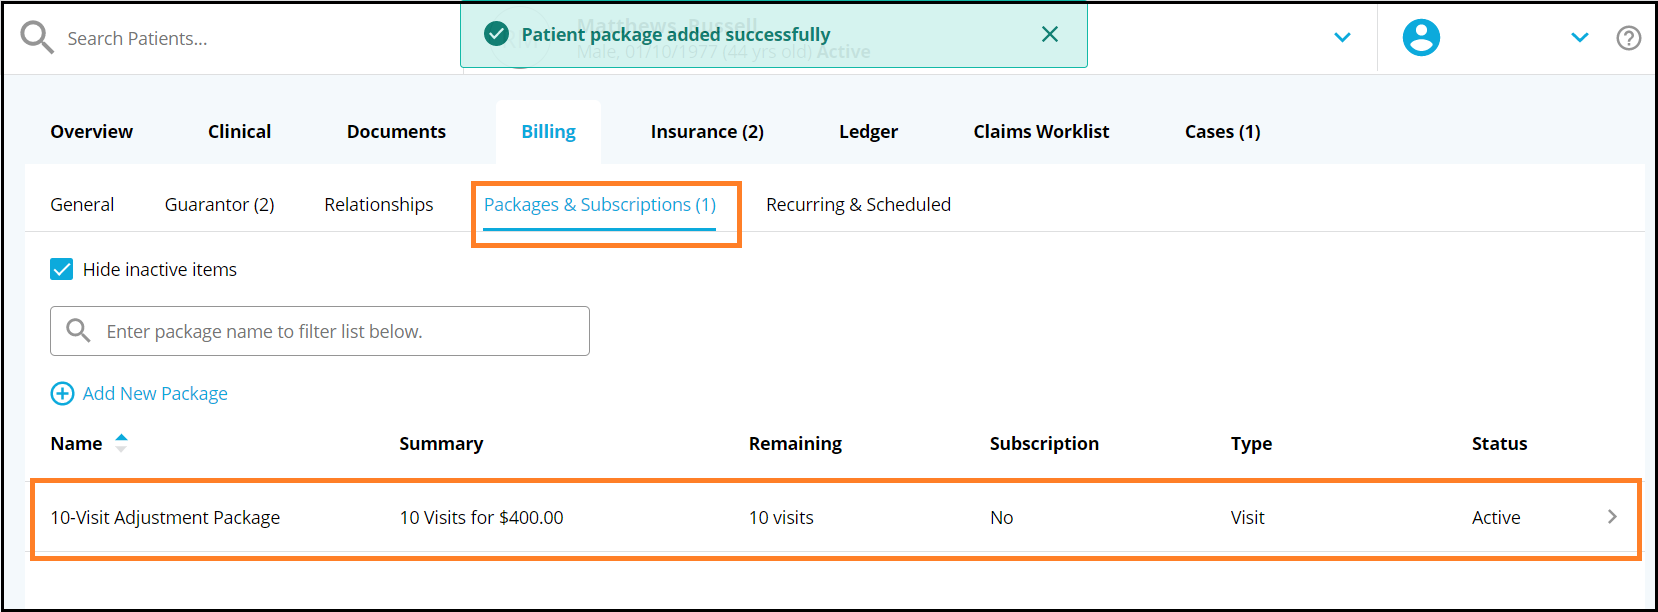 Search Patients...
Matthews, Russell
Patient package added successfully
Male, 01/10/1977 (44 yrs old) Active
Overview Clinical Documents Billing Insurance (2) Ledger Claims Worklist Cases (1)
General Guarantor (2) Relationships Packages & Subscriptions (1) Recurring & Scheduled
Hide inactive items
Enter package name to filter list below.
Add New Package
Name Summary Remaining Subscription Type Status
10-Visit Adjustment Package 10 Visits for $400.00 10 visits No Visit Active